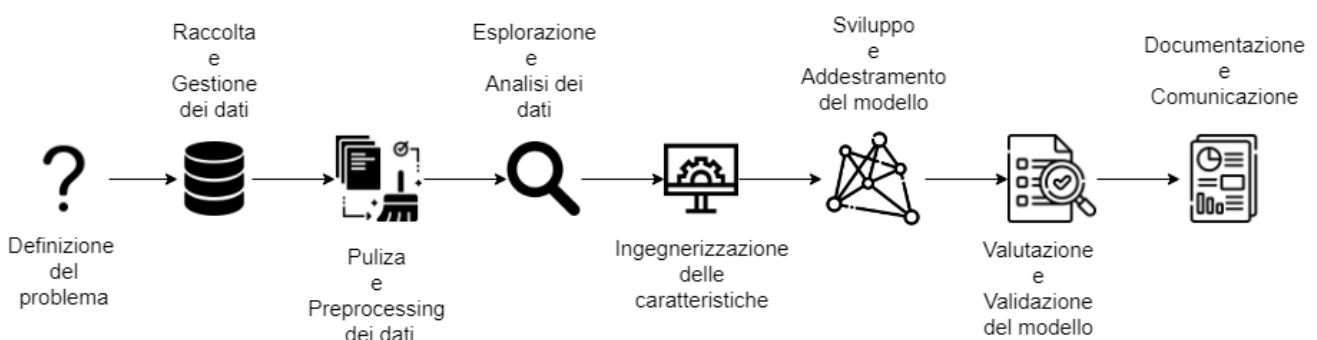 Definizione
del
problema
Raccolta
e
Gestione
dei dati
Puliza
e
Preprocessing
dei dati
Esplorazione
e
Analisi dei
dati
Ingegnerizzazione
delle
caratteristiche
Sviluppo
e
Addestramento
del modello
Valutazione
e
Validazione
del modello
Documentazione
e
Comunicazione